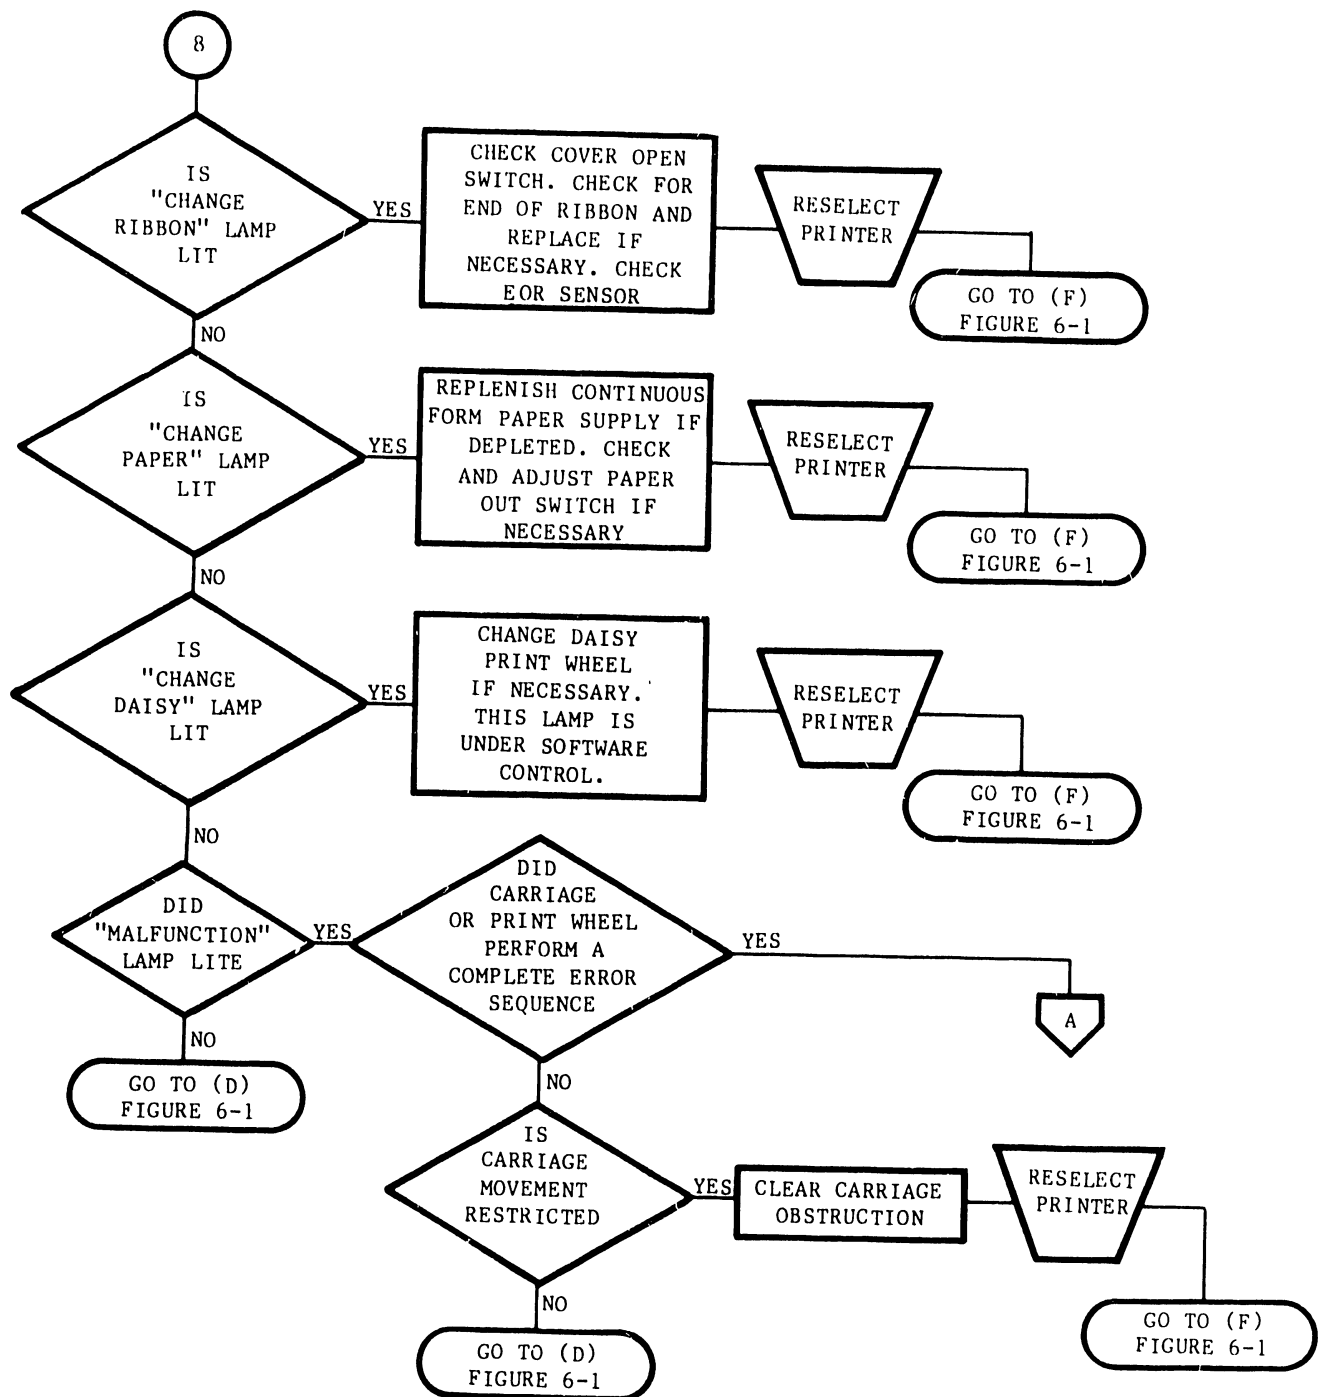 8
IS
"CHANGE
RIBBON" LAMP
LIT
YES
CHECK COVER OPEN
SWITCH. CHECK FOR
END OF RIBBON AND
REPLACE IF
NECESSARY. CHECK
EOR SENSOR
RESELECT
PRINTER
GO TO (F)
FIGURE 6-1
NO
IS
"CHANGE
PAPER" LAMP
LIT
YES
REPLENISH CONTINUOUS
FORM PAPER SUPPLY IF
DEPLETED. CHECK
AND ADJUST PAPER
OUT SWITCH IF
NECESSARY
RESELECT
PRINTER
GO TO (F)
FIGURE 6-1
NO
IS
"CHANGE
DAISY" LAMP
LIT
YES
CHANGE DAISY
PRINT WHEEL
IF NECESSARY.
THIS LAMP IS
UNDER SOFTWARE
CONTROL.
RESELECT
PRINTER
GO TO (F)
FIGURE 6-1
NO
DID
"MALFUNCTION"
LAMP LITE
YES
DID
CARRIAGE
OR PRINT WHEEL
PERFORM A
COMPLETE ERROR
SEQUENCE
YES
A
NO
GO TO (D)
FIGURE 6-1
NO
IS
CARRIAGE
MOVEMENT
RESTRICTED
YES
CLEAR CARRIAGE
OBSTRUCTION
RESELECT
PRINTER
GO TO (F)
FIGURE 6-1
NO
GO TO (D)
FIGURE 6-1